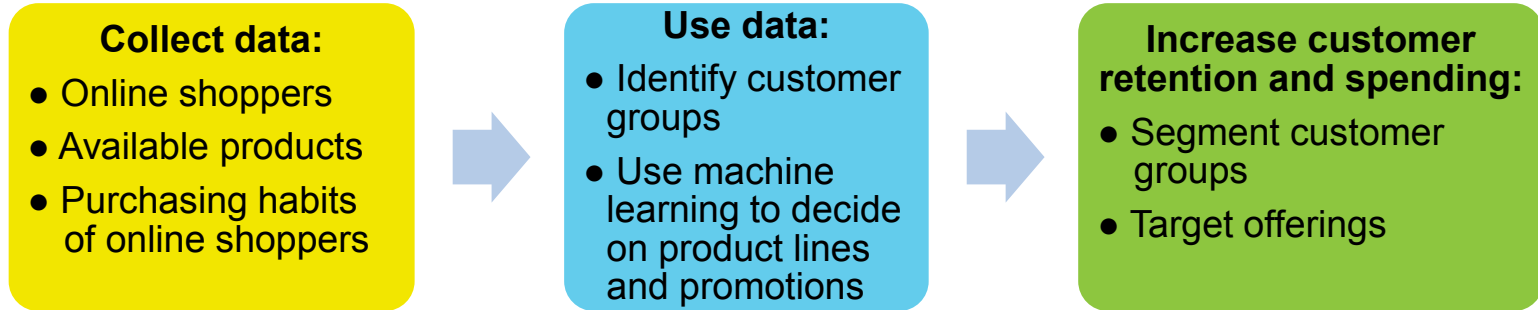 Collect data:
● Online shoppers
● Available products
● Purchasing habits
of online shoppers
Use data:
● Identify customer
groups
● Use machine
learning to decide
on product lines
and promotions
Increase customer
retention and spending:
● Segment customer
groups
● Target offerings